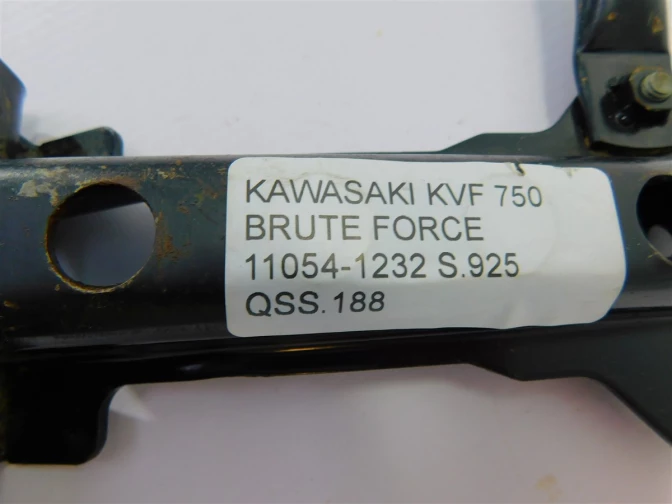 KAWASAKI KVF 750
BRUTE FORCE
11054-1232 S.925
QSS.188